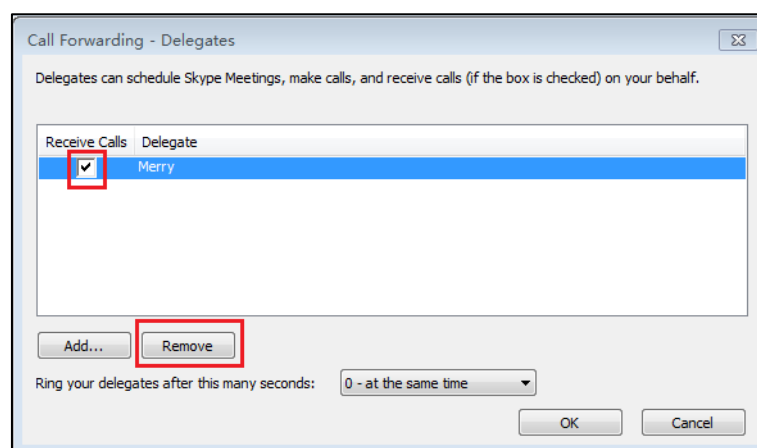 Call Forwarding - Delegates
Delegates can schedule Skype Meetings, make calls, and receive calls (if the box is checked) on your behalf.
Receive Calls Delegate
Merry
Add... Remove
Ring your delegates after this many seconds: 0 - at the same time
OK Cancel